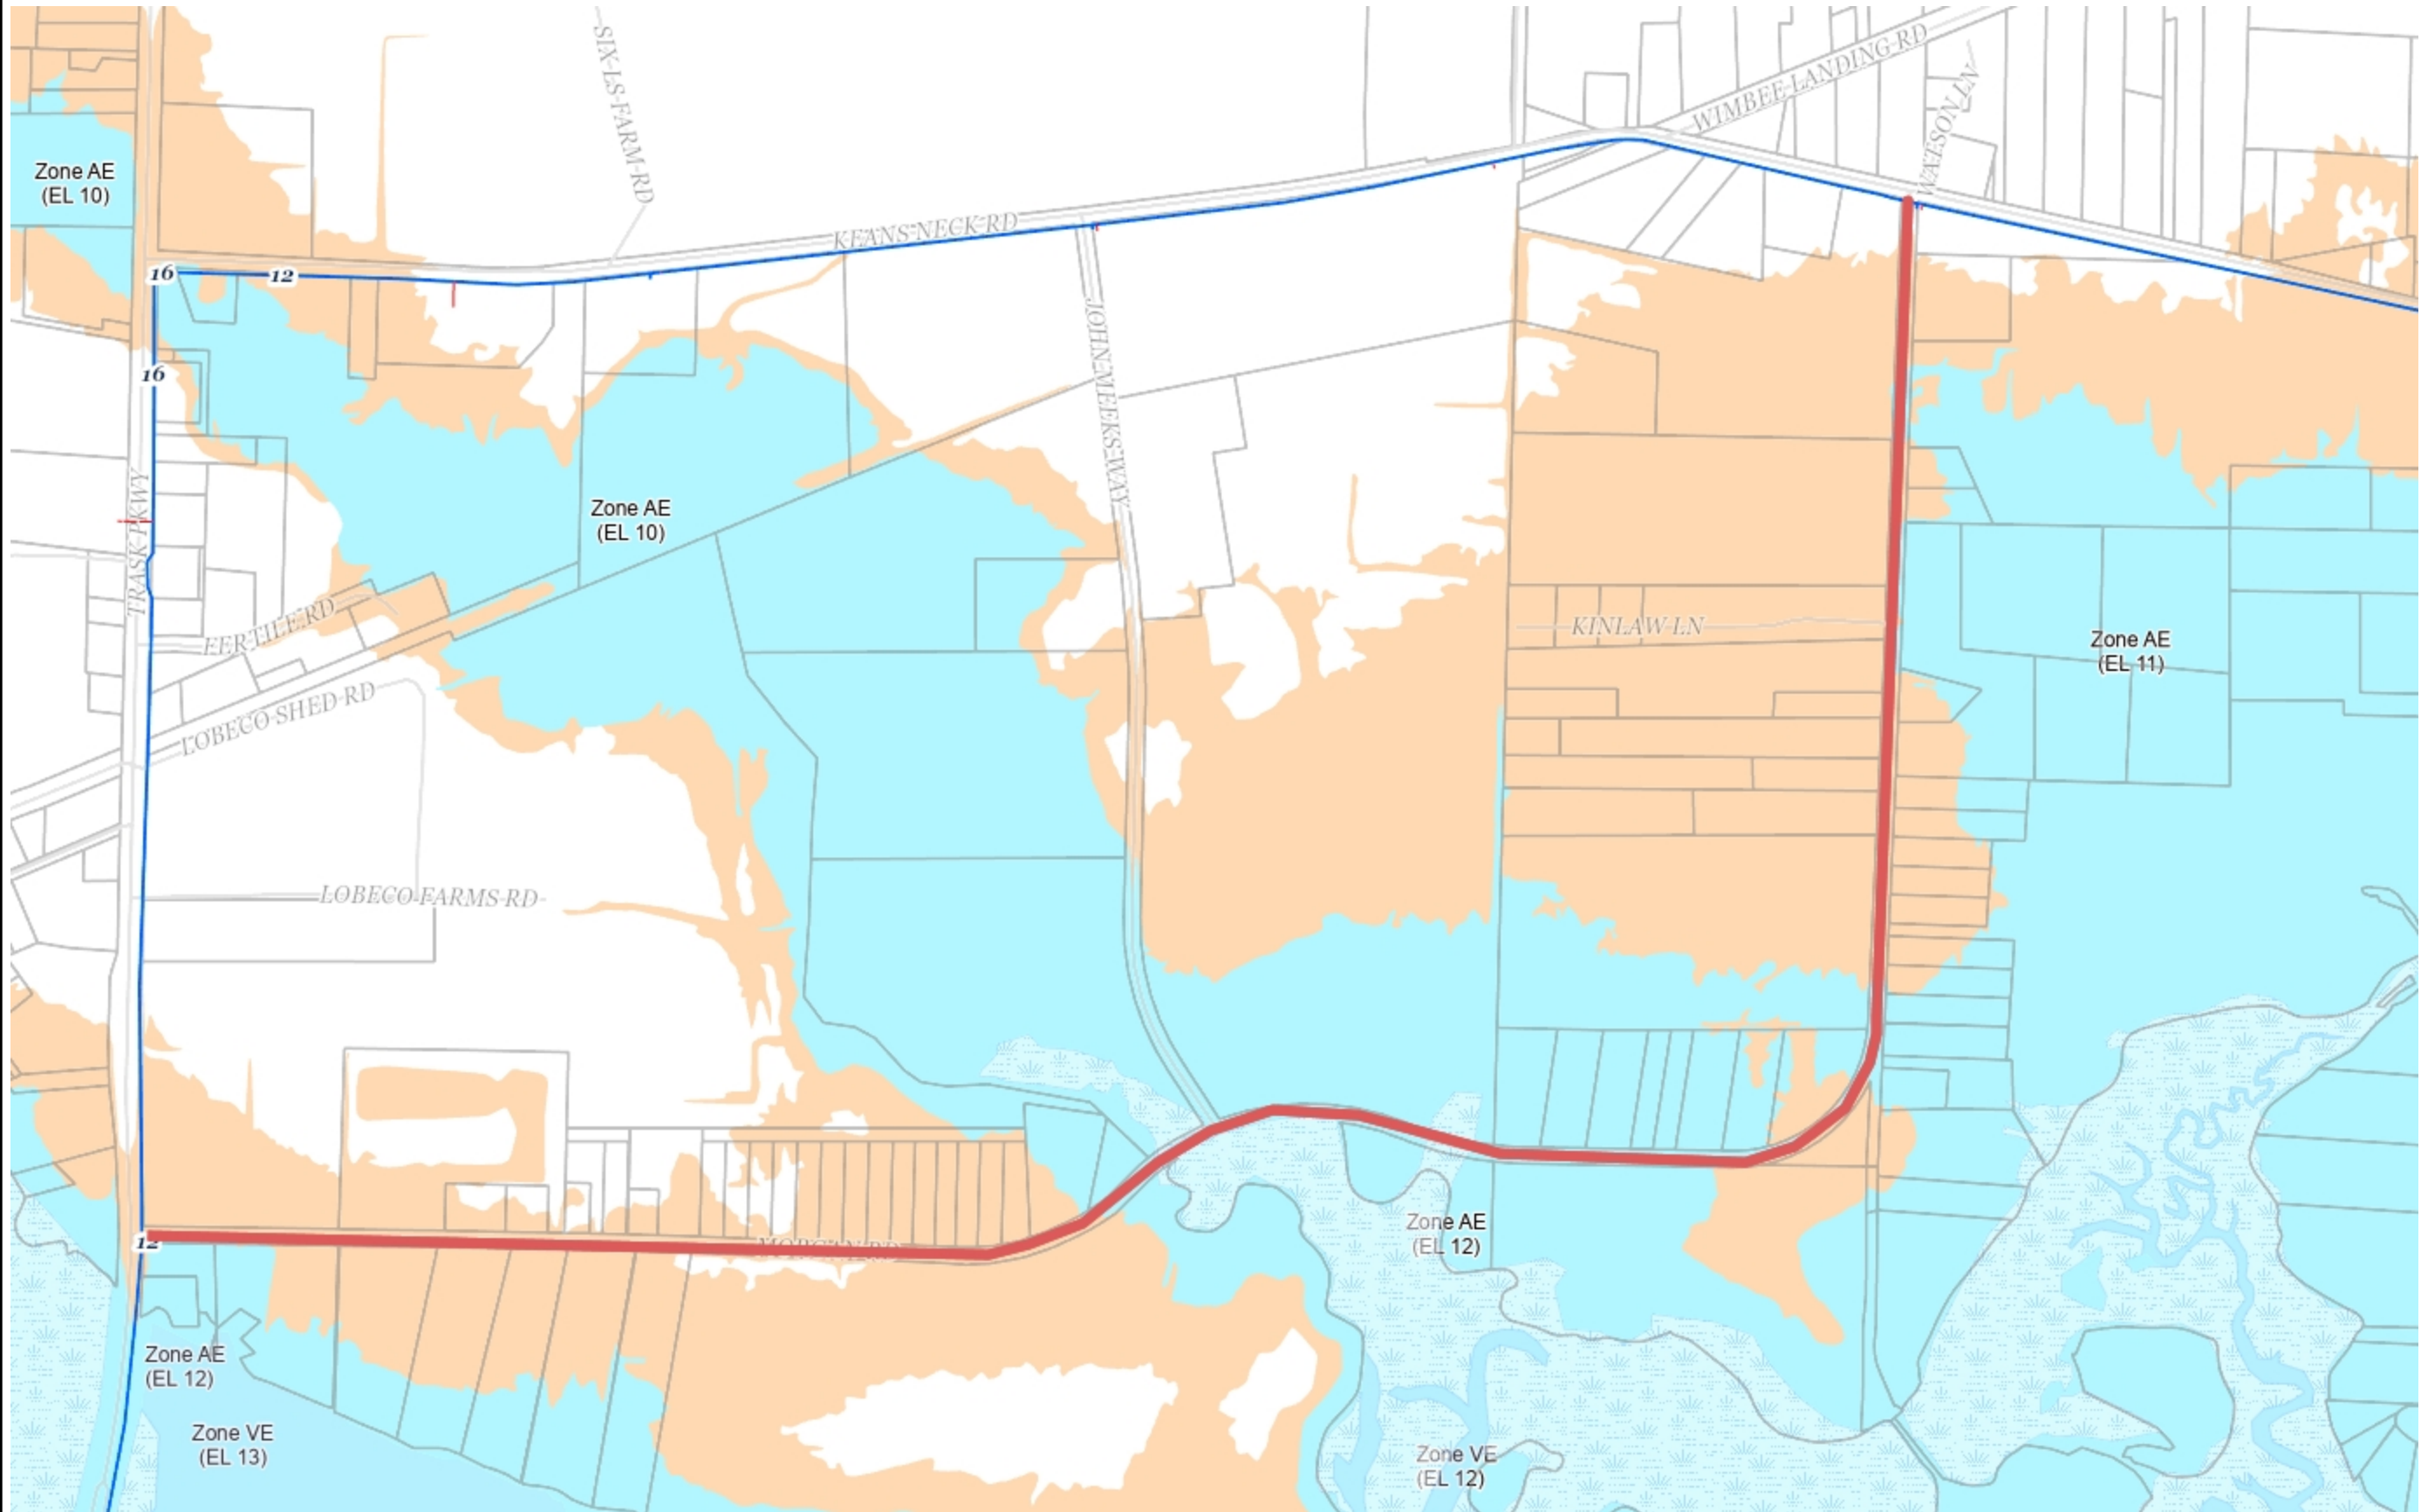 SIX-LS-FARM-RD
WIMBEE-LANDING-RD
WATSON-LN
Zone AE
(EL 10)
KEANS-NECK-RD
16
12
JOHN-MEEKS-WAY
16
TRASK-PKWY
Zone AE
(EL 10)
FERTILE-RD
KINLAW-LN
Zone AE
(EL 11)
LOBECO-SHED-RD
LOBECO-FARMS-RD
12
MORGAN-RD
Zone AE
(EL 12)
Zone AE
(EL 12)
Zone VE
(EL 13)
Zone VE
(EL 12)